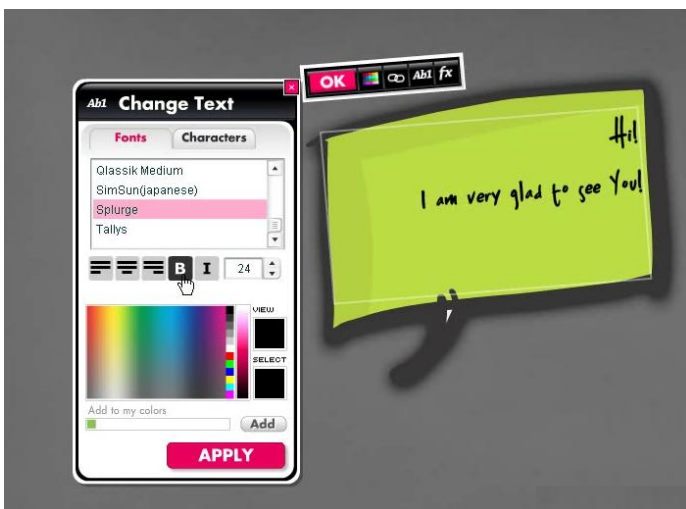 Ab1 Change Text
Fonts Characters
Qlassik Medium
SimSun(japanese)
Splurge
Tallys
B I 24
VIEW
SELECT
Add to my colors
Add
APPLY
OK Ab1 fx
Hi!
I am very glad to see You!